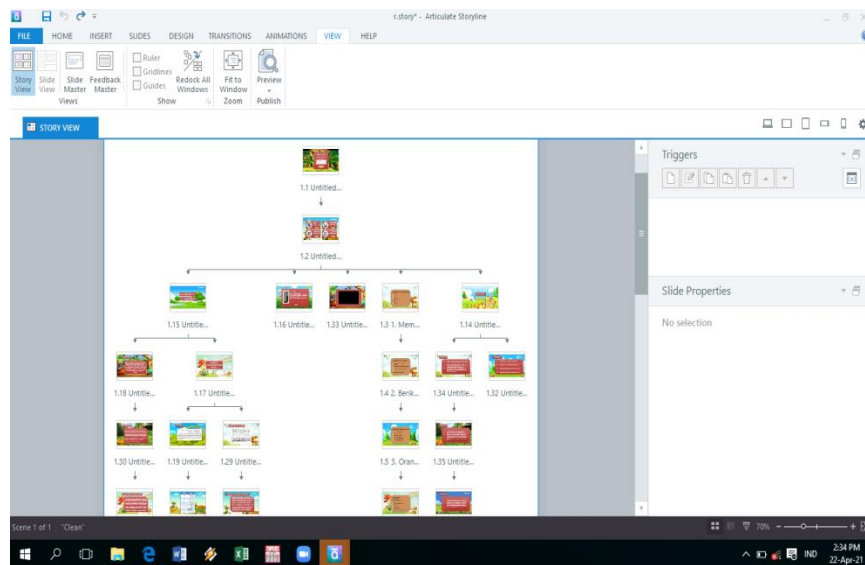 r.story* - Articulate Storyline
FILE HOME INSERT SLIDES DESIGN TRANSITIONS ANIMATIONS VIEW HELP
Story View
Slide View
Slide Master
Feedback Master
Views
Ruler
Gridlines
Guides
Redock All Windows
Show
Fit to Window
Zoom
Preview
Publish
STORY VIEW
1.1 Untitled...
1.2 Untitled...
1.15 Untitle... 1.16 Untitle... 1.33 Untitle... 1.3 1. Mem... 1.14 Untitle...
1.18 Untitle... 1.17 Untitle... 1.4 2. Berik... 1.34 Untitle... 1.32 Untitle...
1.30 Untitle... 1.19 Untitle... 1.29 Untitle... 1.5 3. Oran... 1.35 Untitle...
Triggers
Slide Properties
No selection
Scene 1 of 1 "Clean" 70%
IND
2:34 PM
22-Apr-21